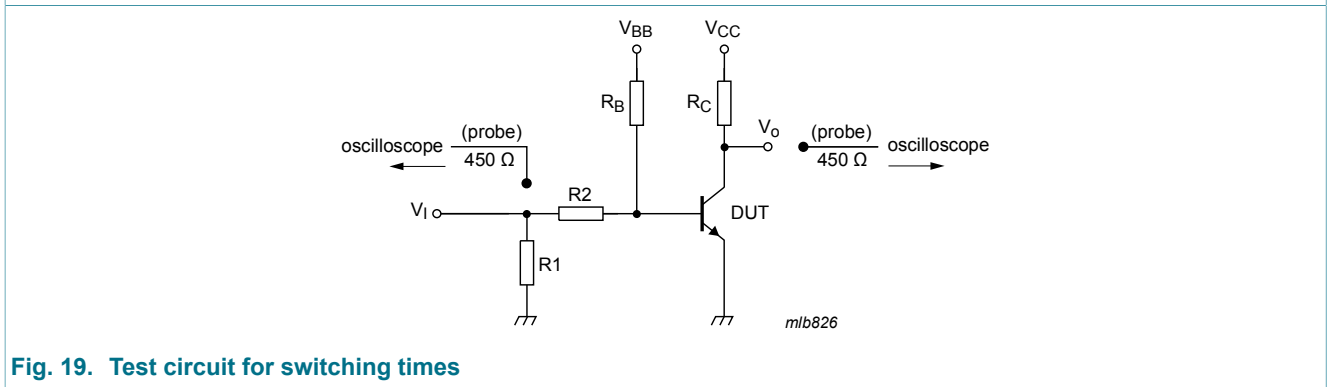 VBB
VCC
RB
RC
Vo
(probe)
450 Ω
oscilloscope
(probe)
450 Ω
oscilloscope
VI
R2
DUT
R1
mlb826
Fig. 19. Test circuit for switching times